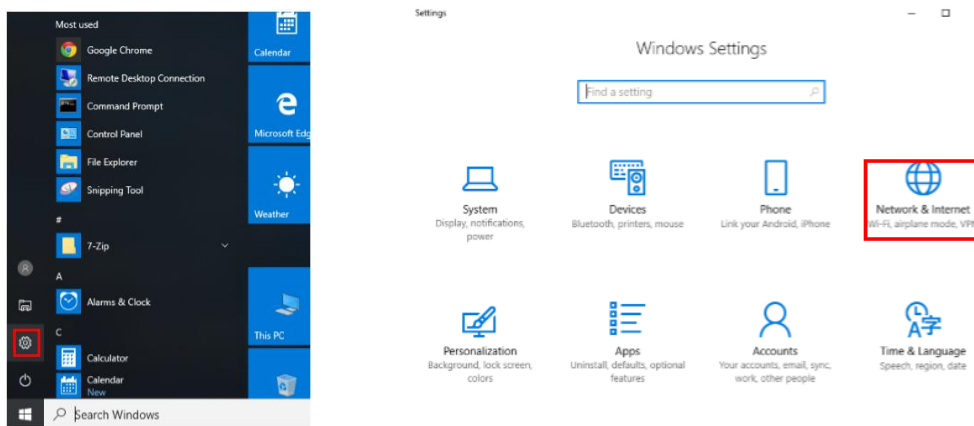 Most used
Google Chrome
Remote Desktop Connection
Command Prompt
Control Panel
File Explorer
Snipping Tool
#
7-Zip
A
Alarms & Clock
C
Calculator
Calendar
New
Search Windows
Calendar
Microsoft Edg
Weather
This PC
Settings
Windows Settings
Find a setting
System
Display, notifications,
power
Devices
Bluetooth, printers, mouse
Phone
Link your Android, iPhone
Network & Internet
Wi-Fi, airplane mode, VPN
Personalization
Background, lock screen,
colors
Apps
Uninstall, defaults, optional
features
Accounts
Your accounts, email, sync,
work, other people
Time & Language
Speech, region, date